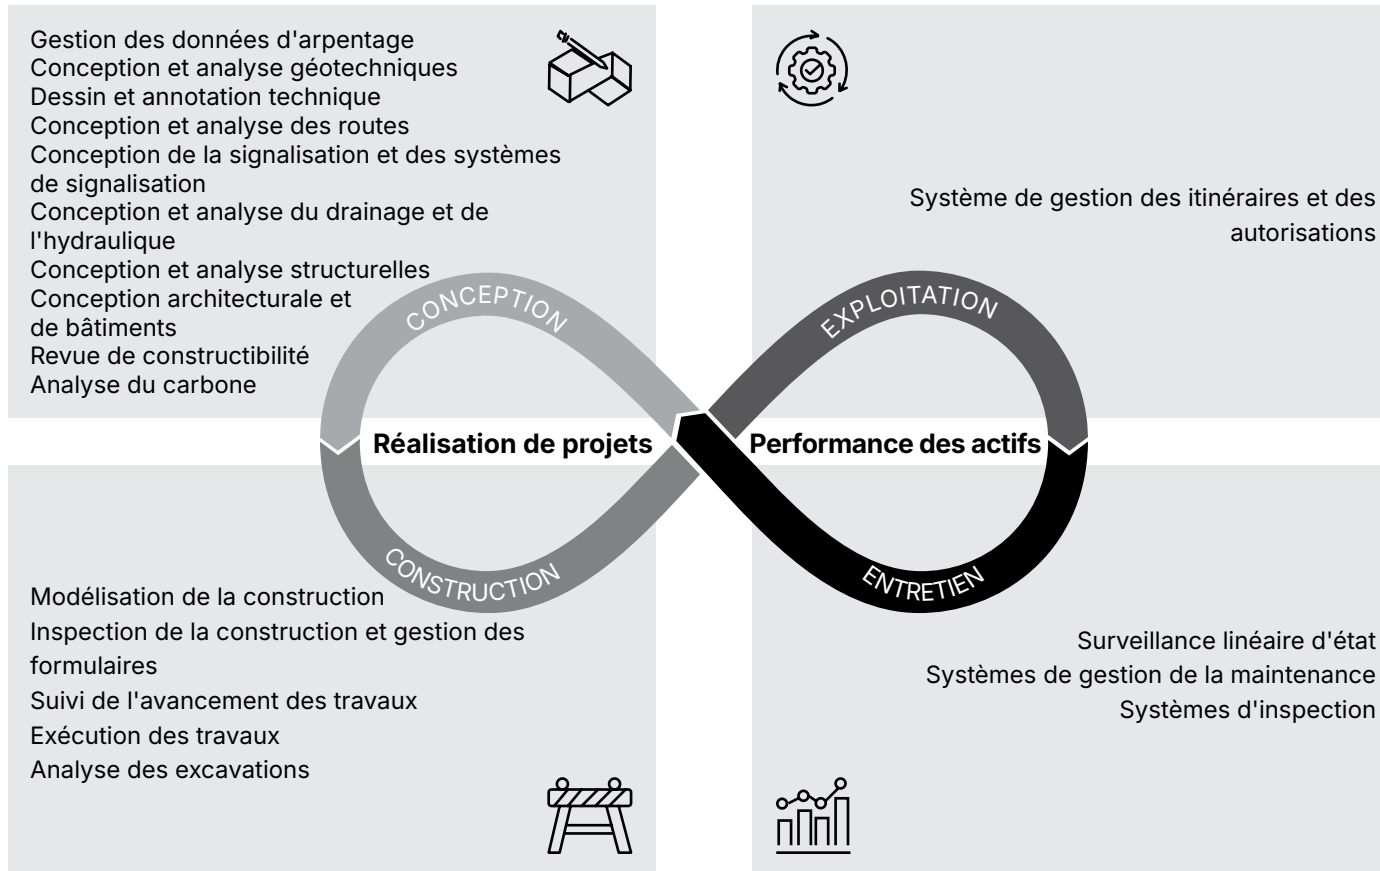 Gestion des données d'arpentage
Conception et analyse géotechniques
Dessin et annotation technique
Conception et analyse des routes
Conception de la signalisation et des systèmes
de signalisation
Conception et analyse du drainage et de
l'hydraulique
Conception et analyse structurelles
Conception architecturale et
de bâtiments
Revue de constructibilité
Analyse du carbone
Système de gestion des itinéraires et des
autorisations
CONCEPTION
EXPLOITATION
Réalisation de projets
Performance des actifs
CONSTRUCTION
ENTRETIEN
Modélisation de la construction
Inspection de la construction et gestion des
formulaires
Suivi de l'avancement des travaux
Exécution des travaux
Analyse des excavations
Surveillance linéaire d'état
Systèmes de gestion de la maintenance
Systèmes d'inspection